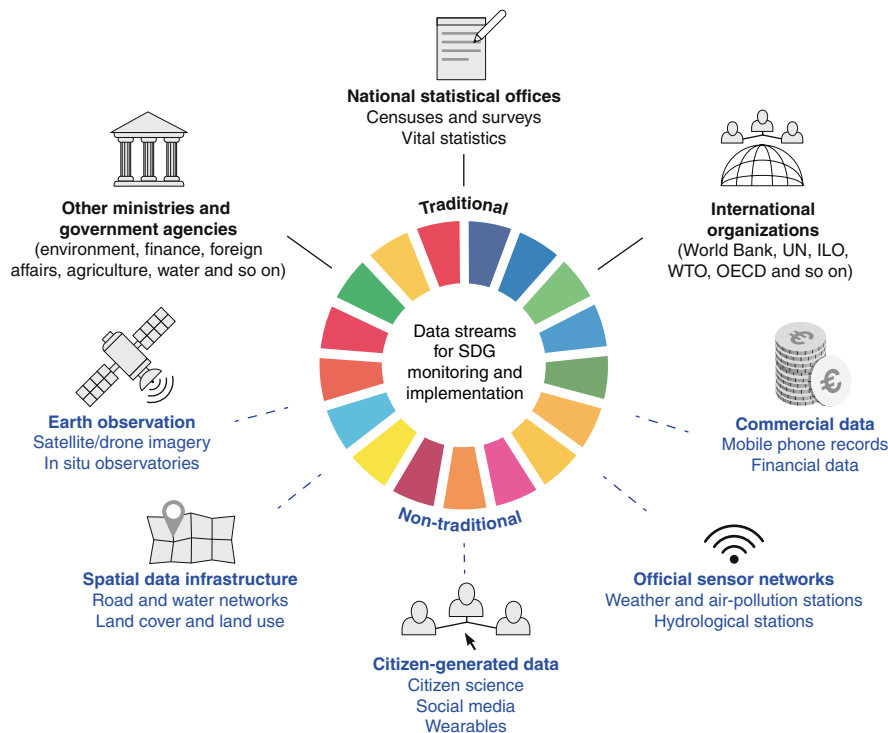 National statistical offices
Censuses and surveys
Vital statistics
Other ministries and
government agencies
(environment, finance, foreign
affairs, agriculture, water and so on)
International
organizations
(World Bank, UN, ILO,
WTO, OECD and so on)
Traditional
Data streams
for SDG
monitoring and
implementation
Non-traditional
Earth observation
Satellite/drone imagery
In situ observatories
€
€
Commercial data
Mobile phone records
Financial data
Spatial data infrastructure
Road and water networks
Land cover and land use
Official sensor networks
Weather and air-pollution stations
Hydrological stations
Citizen-generated data
Citizen science
Social media
Wearables